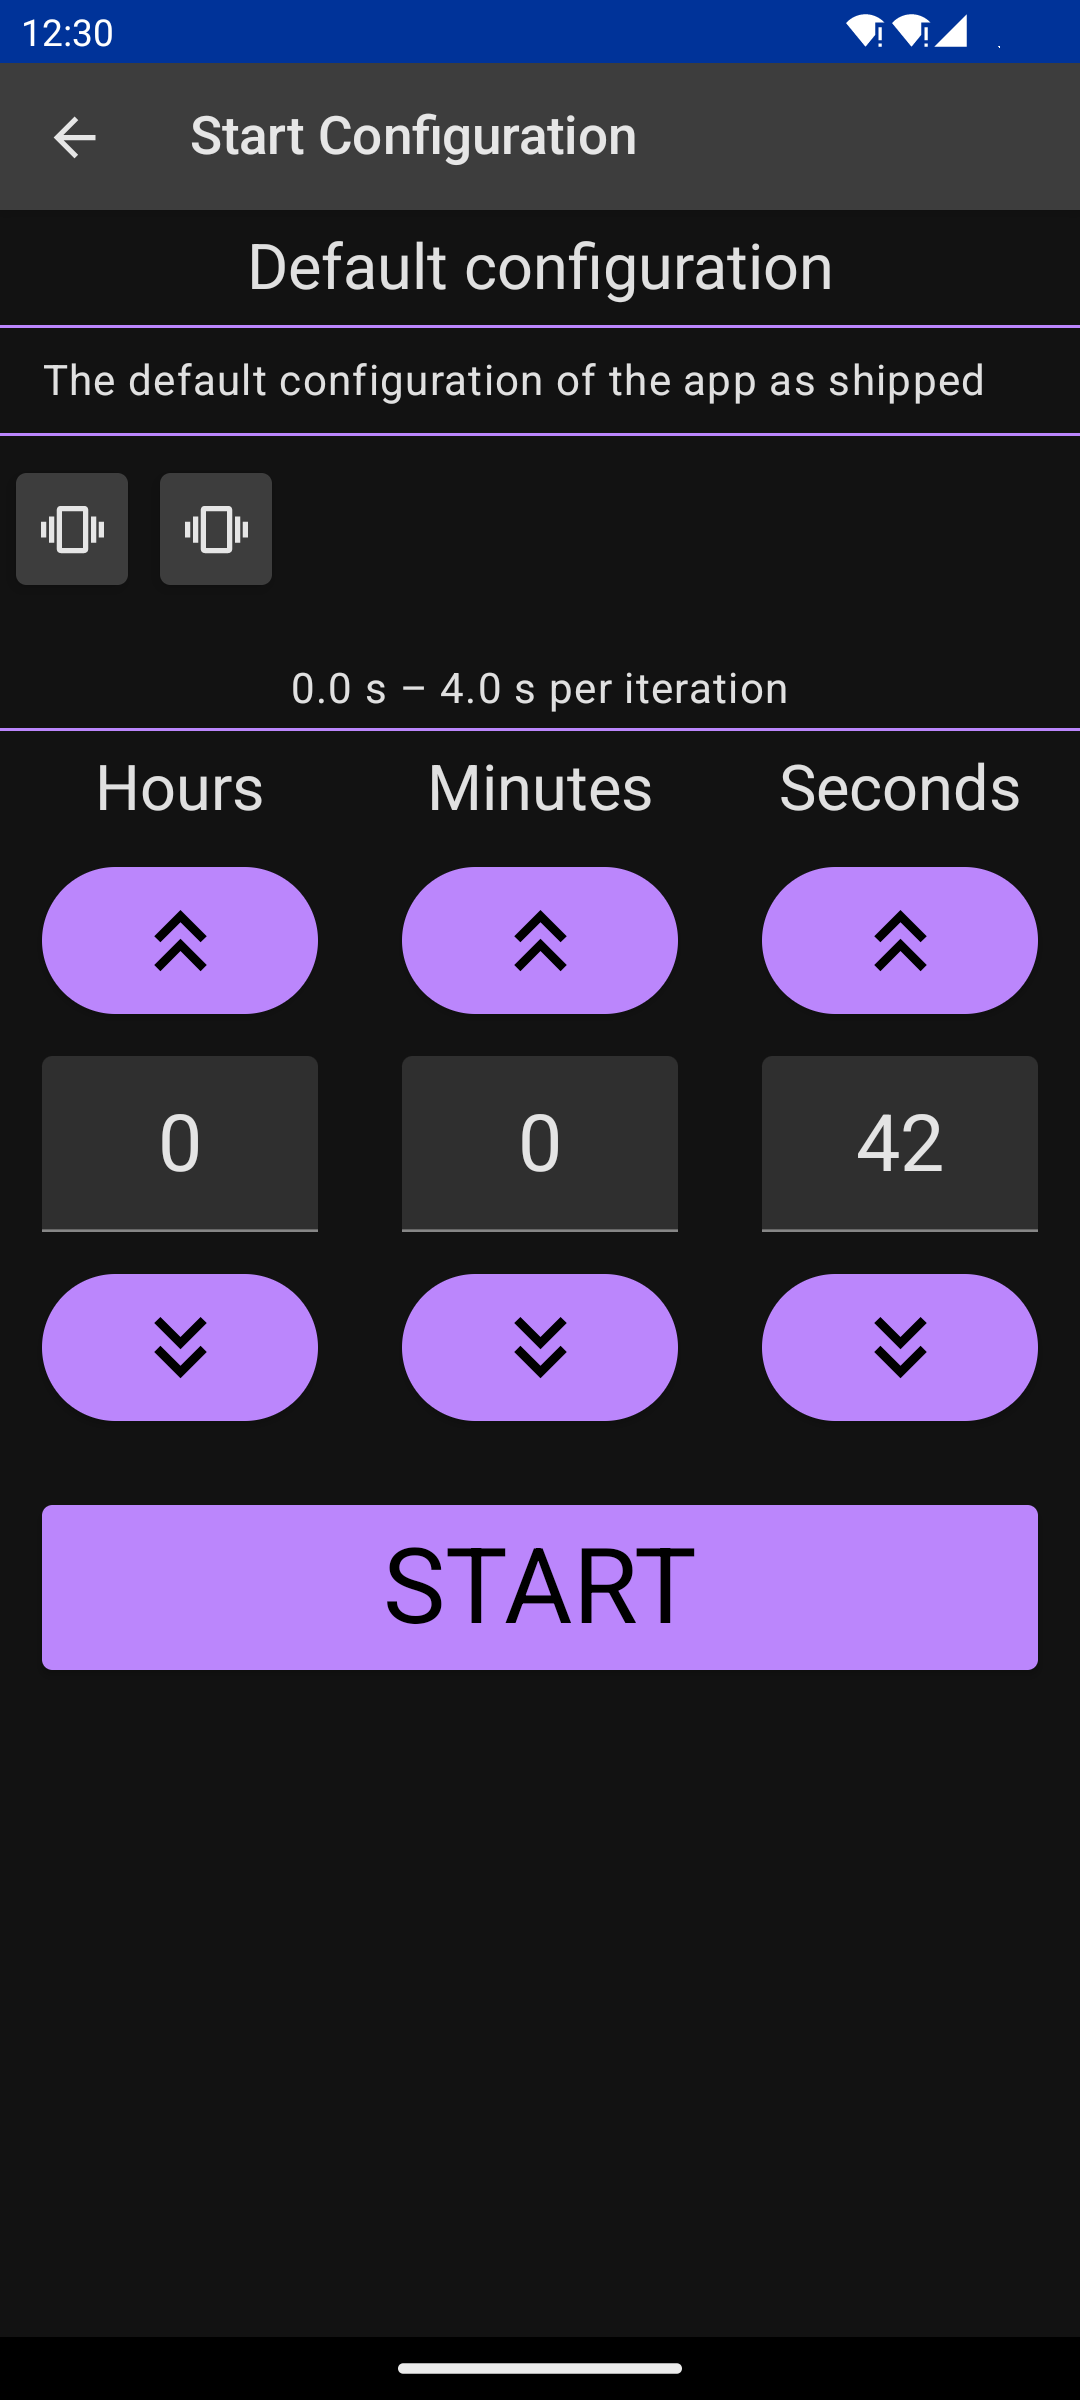 12:30
Start Configuration
Default configuration
The default configuration of the app as shipped
0.0 s – 4.0 s per iteration
Hours Minutes Seconds
0 0 42
START